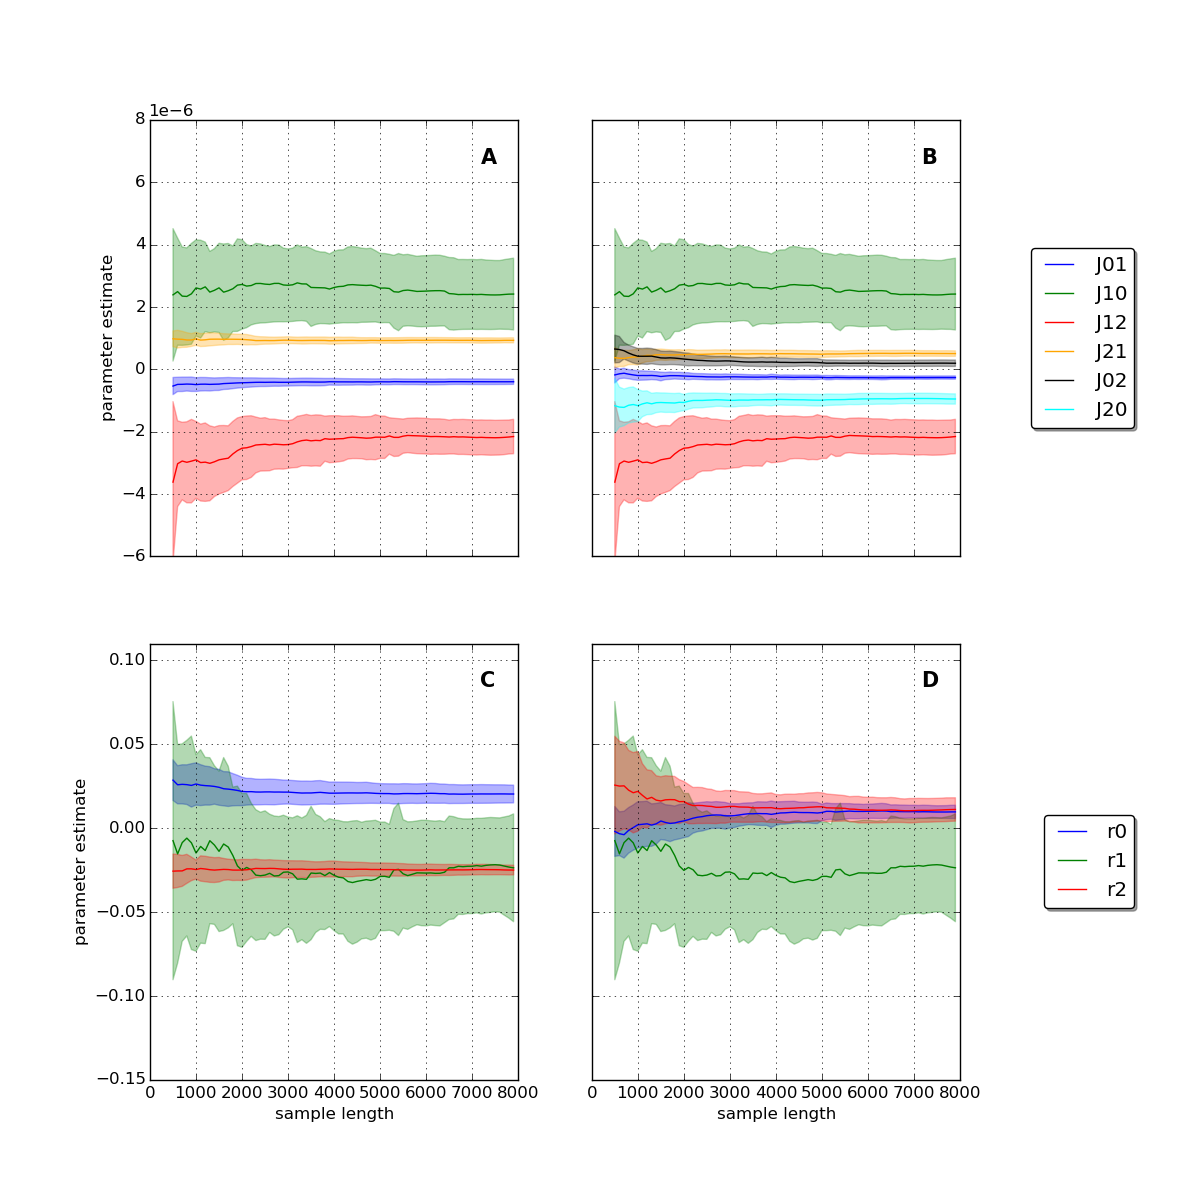 1e−6
8
6
4
2
0
−2
−4
−6
parameter estimate
A
B
J01
J10
J12
J21
J02
J20
0.10
0.05
0.00
−0.05
−0.10
−0.15
parameter estimate
C
D
r0
r1
r2
0 1000 2000 3000 4000 5000 6000 7000 8000
sample length
0 1000 2000 3000 4000 5000 6000 7000 8000
sample length